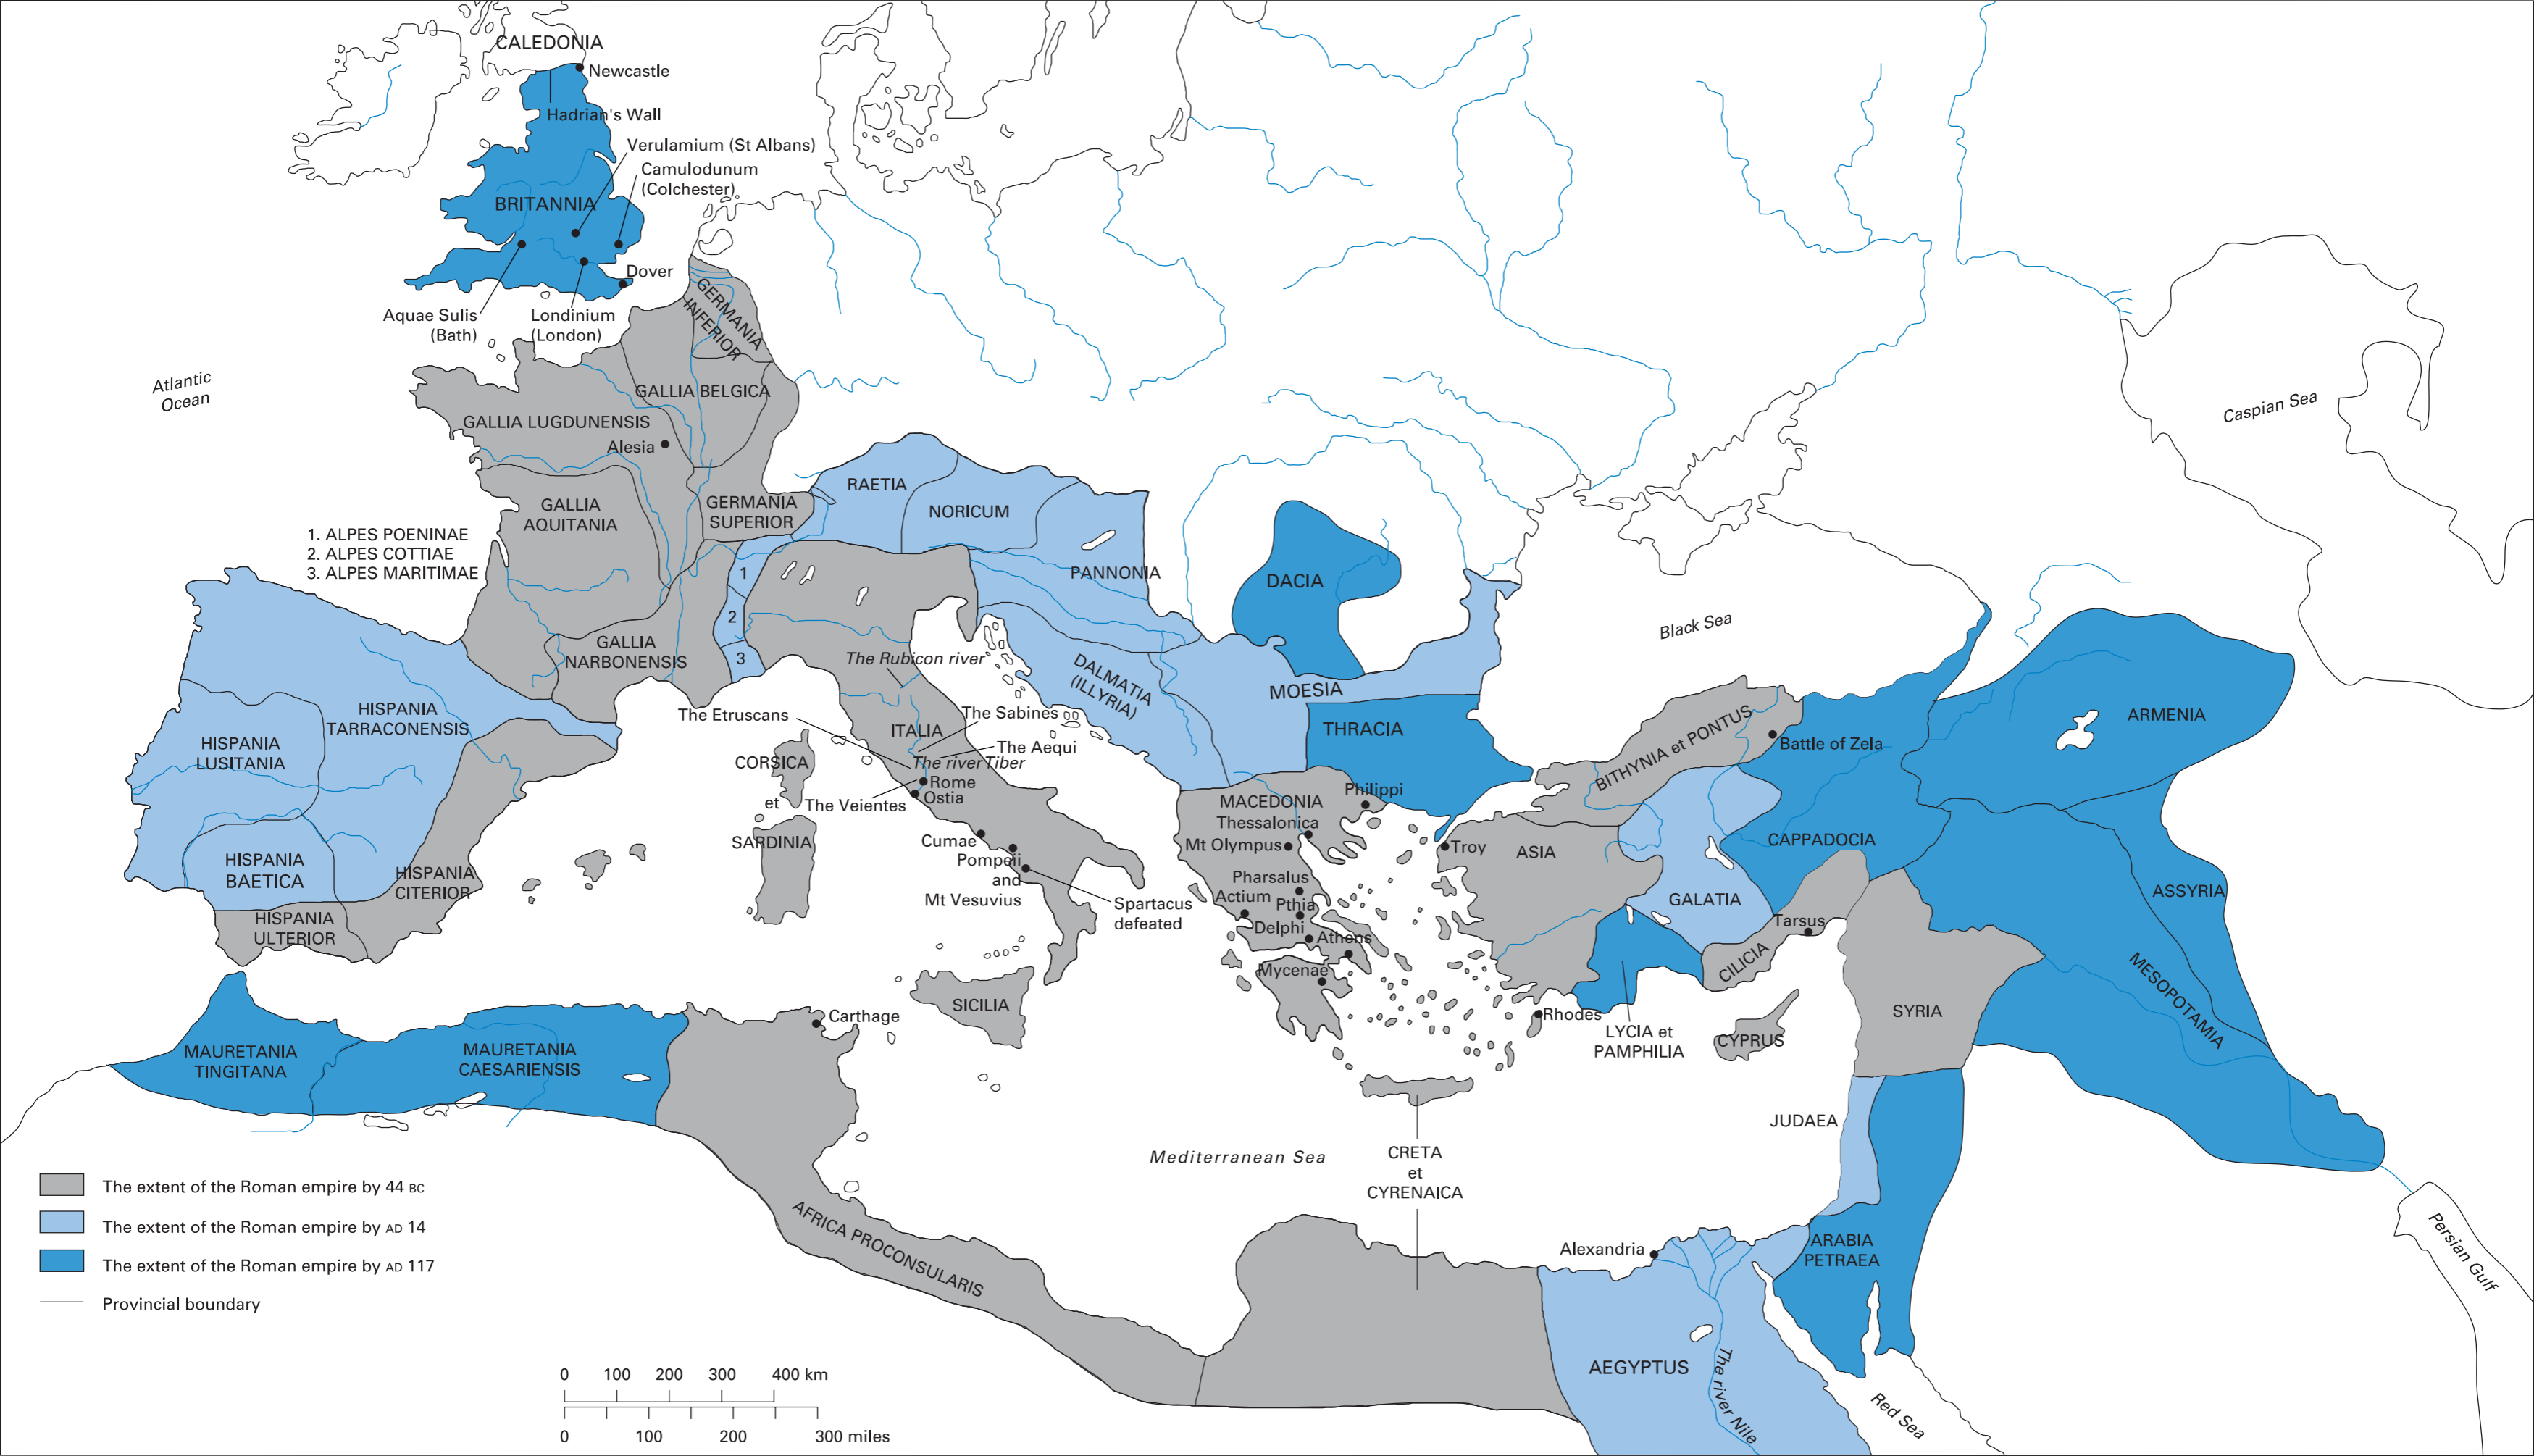 CALEDONIA
Newcastle
Hadrian's Wall
Verulamium (St Albans)
Camulodunum
(Colchester)
BRITANNIA
Dover
Aquae Sulis
(Bath)
Londinium
(London)
Atlantic
Ocean
GERMANIA
INFERIOR
GALLIA BELGICA
GALLIA LUGDUNENSIS
Alesia
GALLIA
AQUITANIA
GERMANIA
SUPERIOR
RAETIA
NORICUM
PANNONIA
1. ALPES POENINAE
2. ALPES COTTIAE
3. ALPES MARITIMAE
1
2
3
GALLIA
NARBONENSIS
DACIA
Caspian Sea
Black Sea
The Rubicon river
DALMATIA
(ILLYRIA)
MOESIA
THRACIA
HISPANIA
TARRACONENSIS
HISPANIA
LUSITANIA
HISPANIA
BAETICA
HISPANIA
CITERIOR
HISPANIA
ULTERIOR
The Etruscans
The Sabines
ITALIA
The Aequi
The river Tiber
Rome
Ostia
The Veientes
CORSICA
et
SARDINIA
Cumae
Pompeii
and
Mt Vesuvius
Spartacus
defeated
SICILIA
Carthage
MACEDONIA
Philippi
Thessalonica
Mt Olympus
Pharsalus
Actium
Pthia
Delphi
Athens
Mycenae
Troy
ASIA
BITHYNIA et PONTUS
Battle of Zela
ARMENIA
CAPPADOCIA
GALATIA
ASSYRIA
Tarsus
CILICIA
MESOPOTAMIA
Rhodes
LYCIA et
PAMPHILIA
CYPRUS
SYRIA
MAURETANIA
TINGITANA
MAURETANIA
CAESARIENSIS
JUDAEA
Mediterranean Sea
CRETA
et
CYRENAICA
AFRICA PROCONSULARIS
Alexandria
ARABIA
PETRAEA
AEGYPTUS
The river Nile
Red Sea
Persian Gulf
The extent of the Roman empire by 44 BC
The extent of the Roman empire by AD 14
The extent of the Roman empire by AD 117
Provincial boundary
0 100 200 300 400 km
0 100 200 300 miles